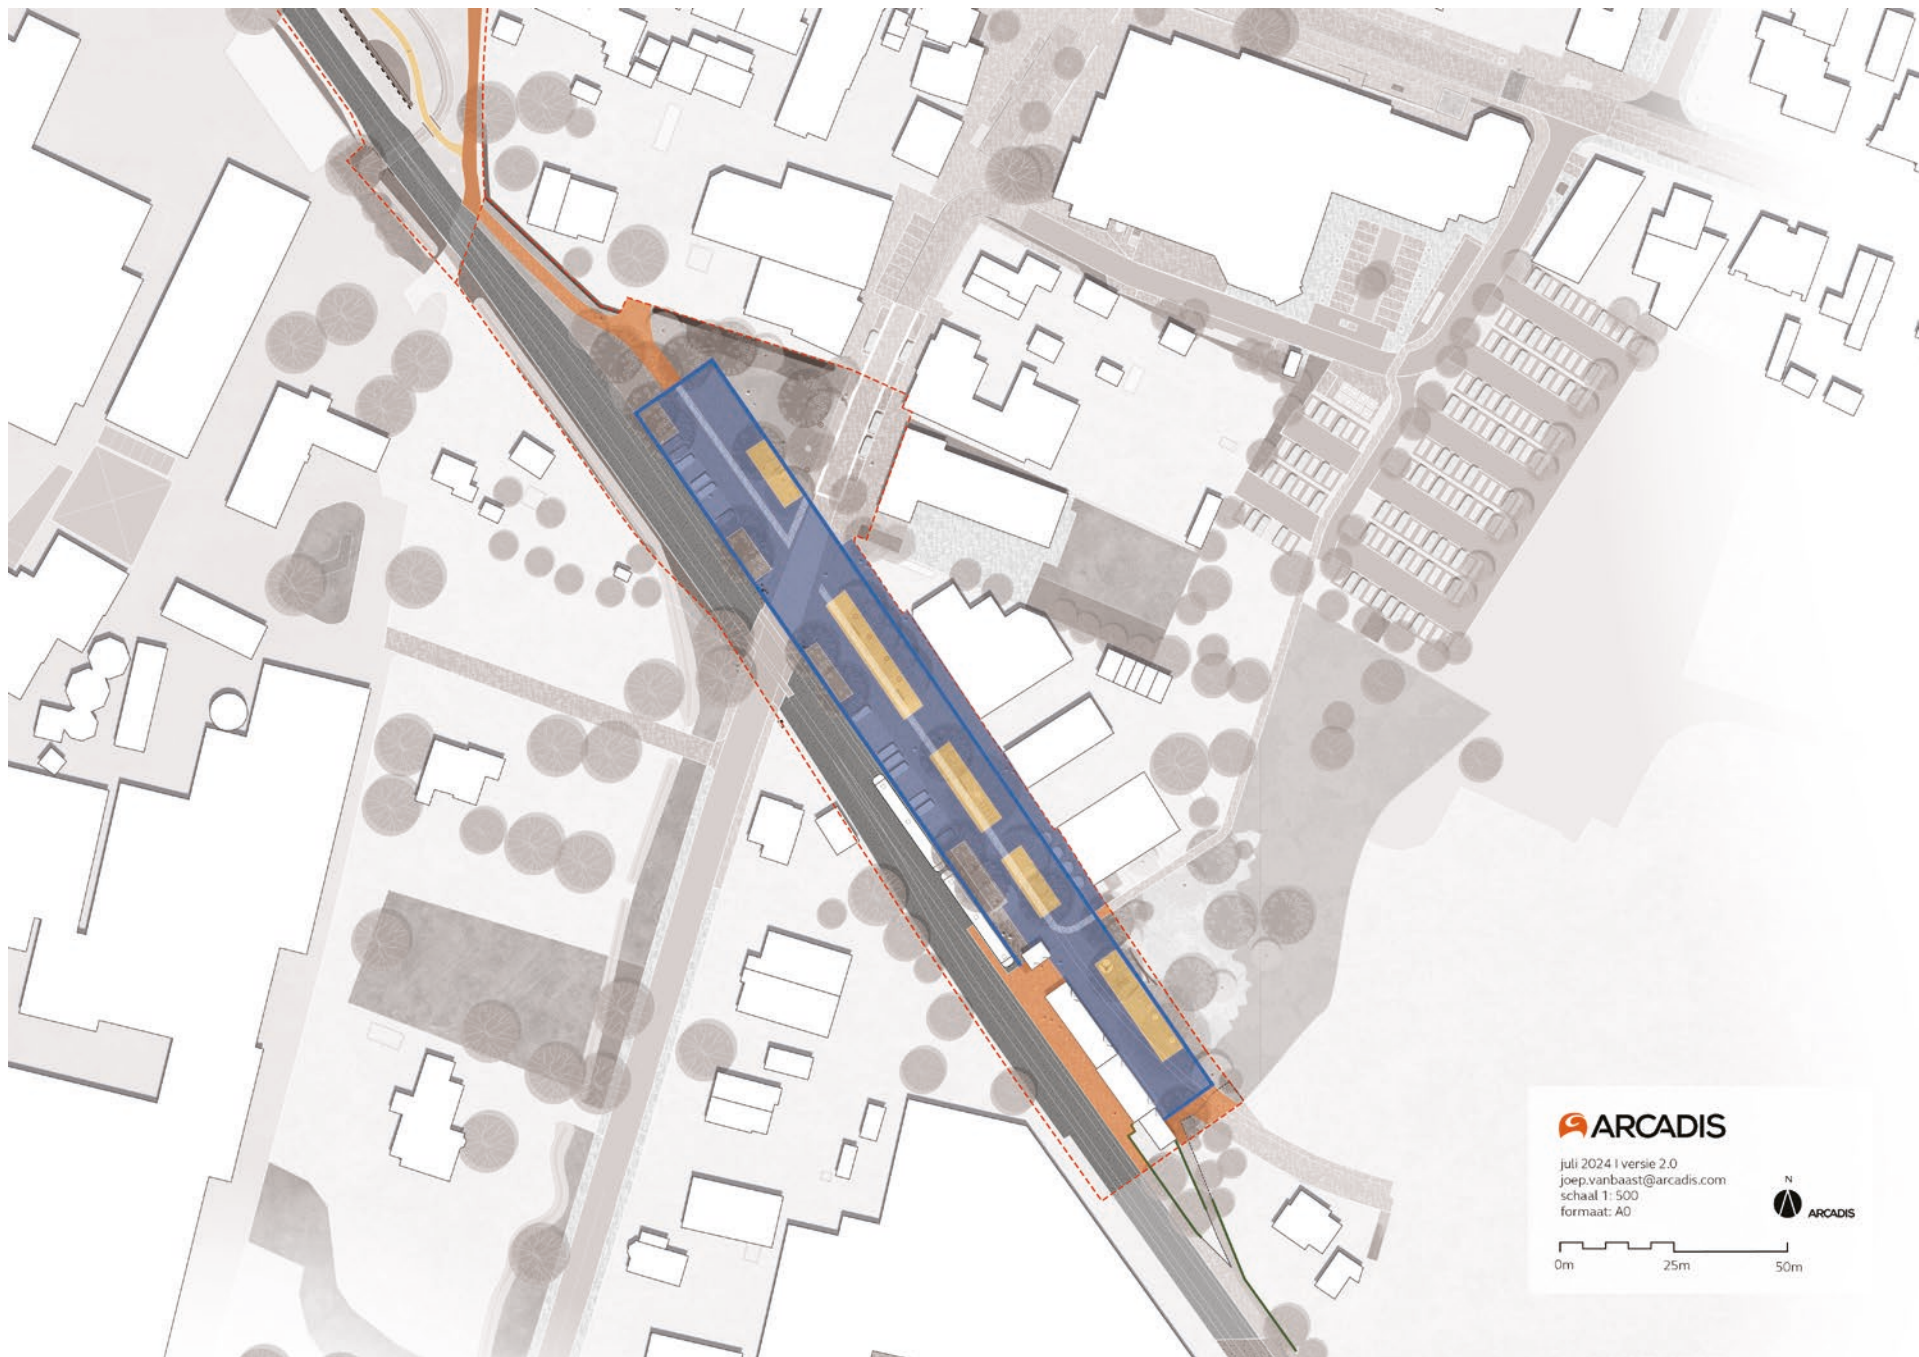 ARCADIS
juli 2024 I versie 2.0
joep.vanbaast@arcadis.com
schaal 1: 500
formaat: A0
N
ARCADIS
0m 25m 50m